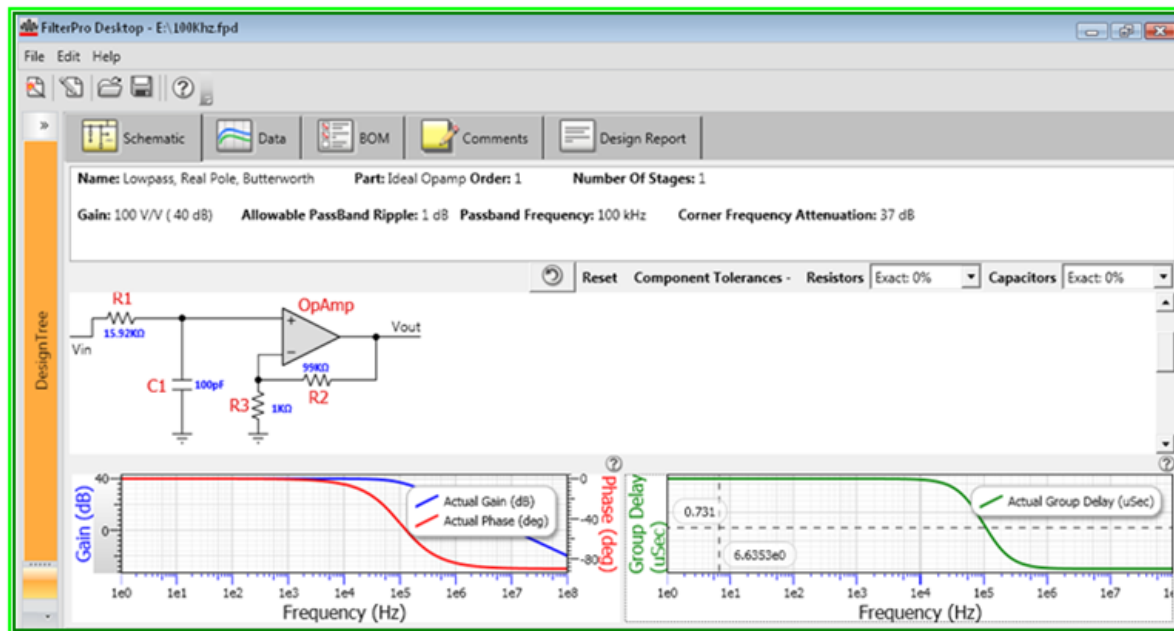 FilterPro Desktop - E:\100Khz.fpd
File Edit Help
Schematic Data BOM Comments Design Report
Name: Lowpass, Real Pole, Butterworth Part: Ideal Opamp Order: 1 Number Of Stages: 1
Gain: 100 V/V ( 40 dB) Allowable PassBand Ripple: 1 dB Passband Frequency: 100 kHz Corner Frequency Attenuation: 37 dB
Reset Component Tolerances - Resistors Exact: 0% Capacitors Exact: 0%
DesignTree
R1
15.92KΩ
Vin
C1
100pF
OpAmp
+
-
Vout
99KΩ
R2
R3
1KΩ
Gain (dB)
40
0
Actual Gain (dB)
Actual Phase (deg)
0
-40
-80
Phase (deg)
1e0 1e1 1e2 1e3 1e4 1e5 1e6 1e7 1e8
Frequency (Hz)
Group Delay (uSec)
0.731
6.6353e0
Actual Group Delay (uSec)
1e0 1e1 1e2 1e3 1e4 1e5 1e6 1e7
Frequency (Hz)